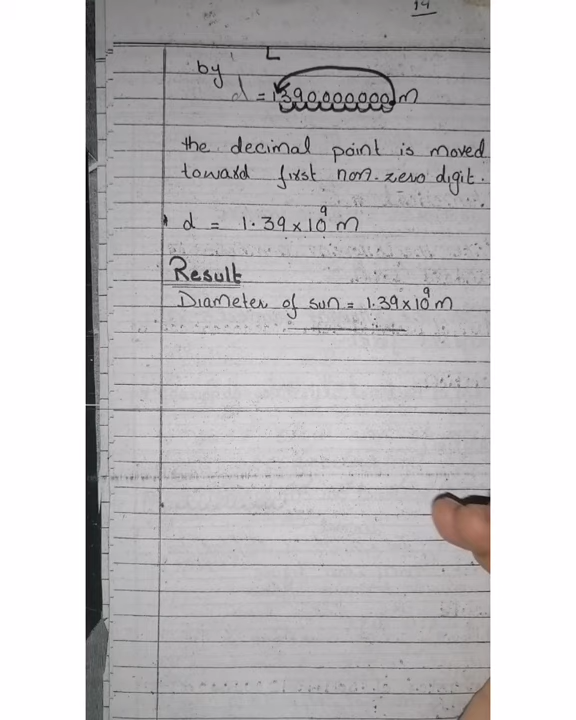 14
by
d = 1390000000 m
the decimal point is moved
toward first non-zero digit.
d = 1.39 × 10⁹ m
Result
Diameter of sun = 1.39×10⁹ m